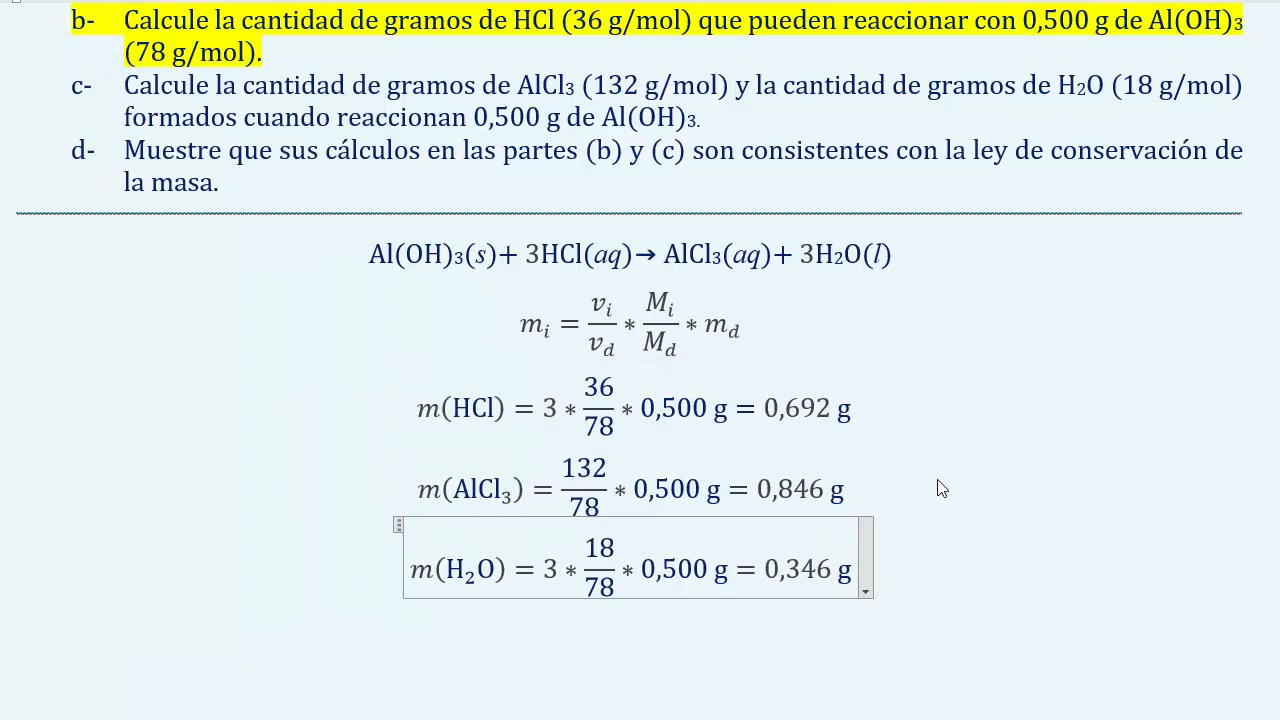 b- Calcule la cantidad de gramos de HCl (36 g/mol) que pueden reaccionar con 0,500 g de Al(OH)₃
(78 g/mol).
c- Calcule la cantidad de gramos de AlCl₃ (132 g/mol) y la cantidad de gramos de H₂O (18 g/mol)
formados cuando reaccionan 0,500 g de Al(OH)₃.
d- Muestre que sus cálculos en las partes (b) y (c) son consistentes con la ley de conservación de
la masa.
Al(OH)₃(s)+ 3HCl(aq)→ AlCl₃(aq)+ 3H₂O(l)
mᵢ = vᵢ/v_d * Mᵢ/M_d * m_d
m(HCl) = 3 * 36/78 * 0,500 g = 0,692 g
m(AlCl₃) = 132/78 * 0,500 g = 0,846 g
m(H₂O) = 3 * 18/78 * 0,500 g = 0,346 g